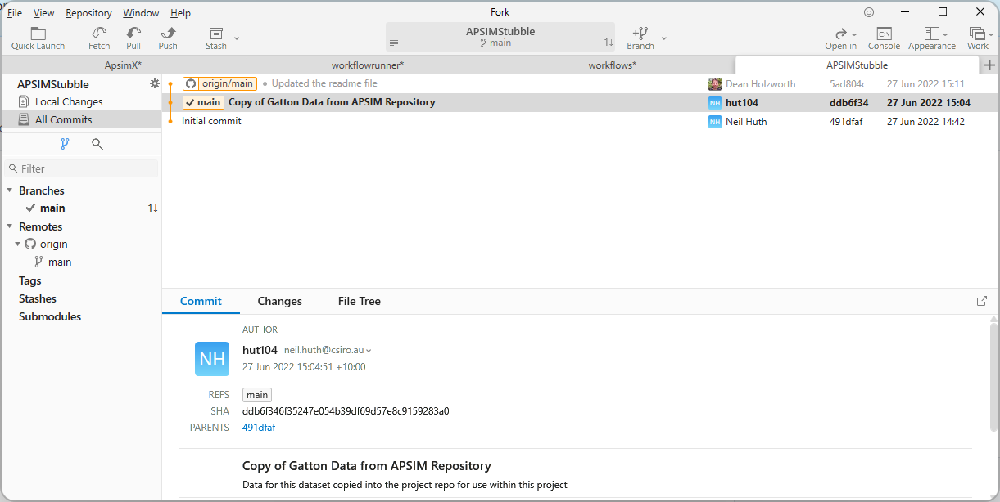 File View Repository Window Help Fork
Quick Launch Fetch Pull Push Stash APSIMStubble main 1↓ Branch Open in C:\ Console Appearance Work
ApsimX* workflowrunner* workflows* APSIMStubble
APSIMStubble
Local Changes
All Commits
Filter
Branches
main 1↓
Remotes
origin
main
Tags
Stashes
Submodules
origin/main Updated the readme file Dean Holzworth 5ad804c 27 Jun 2022 15:11
main Copy of Gatton Data from APSIM Repository NH hut104 ddb6f34 27 Jun 2022 15:04
Initial commit NH Neil Huth 491dfaf 27 Jun 2022 14:42
Commit Changes File Tree
AUTHOR
NH hut104 neil.huth@csiro.au
27 Jun 2022 15:04:51 +10:00
REFS main
SHA ddb6f346f35247e054b39df69d57e8c9159283a0
PARENTS 491dfaf
Copy of Gatton Data from APSIM Repository
Data for this dataset copied into the project repo for use within this project